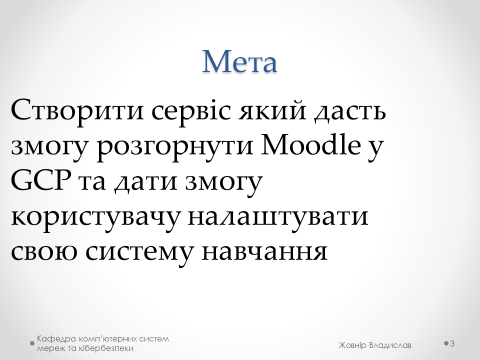 Мета
Створити сервіс який дасть
змогу розгорнути Moodle у
GCP та дати змогу
користувачу налаштувати
свою систему навчання
Кафедра комп'ютерних систем
мереж та кібербезпеки
Жовнір Владислав
3